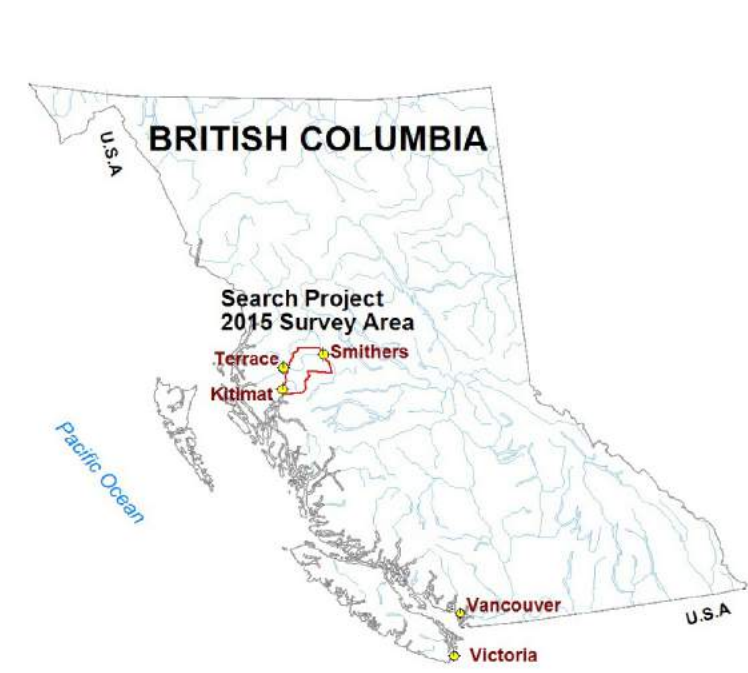 BRITISH COLUMBIA
U.S.A
Search Project
2015 Survey Area
Smithers
Terrace
Kitimat
Pacific Ocean
Vancouver
U.S.A
Victoria